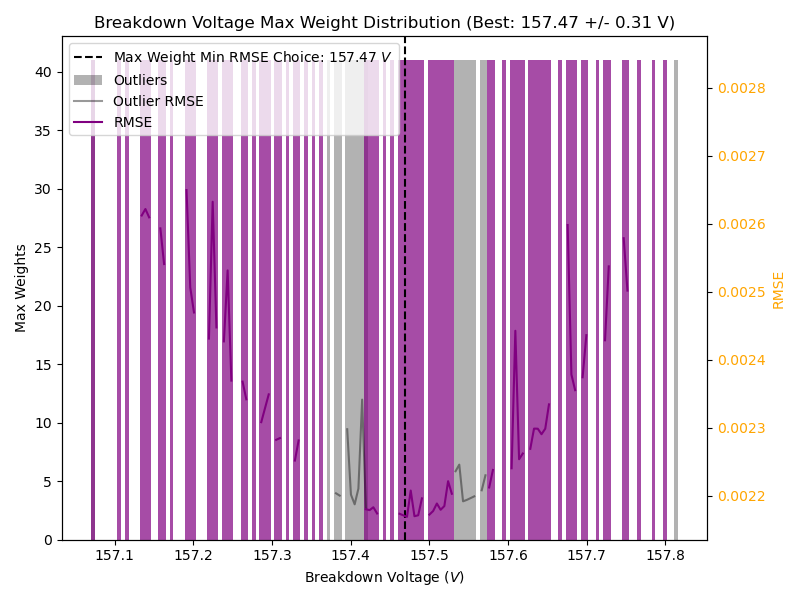 Breakdown Voltage Max Weight Distribution (Best: 157.47 +/- 0.31 V)
Max Weight Min RMSE Choice: 157.47 V
Outliers
Outlier RMSE
RMSE
40
35
30
25
20
15
10
5
0
Max Weights
0.0028
0.0027
0.0026
0.0025
0.0024
0.0023
0.0022
RMSE
157.1 157.2 157.3 157.4 157.5 157.6 157.7 157.8
Breakdown Voltage (V)